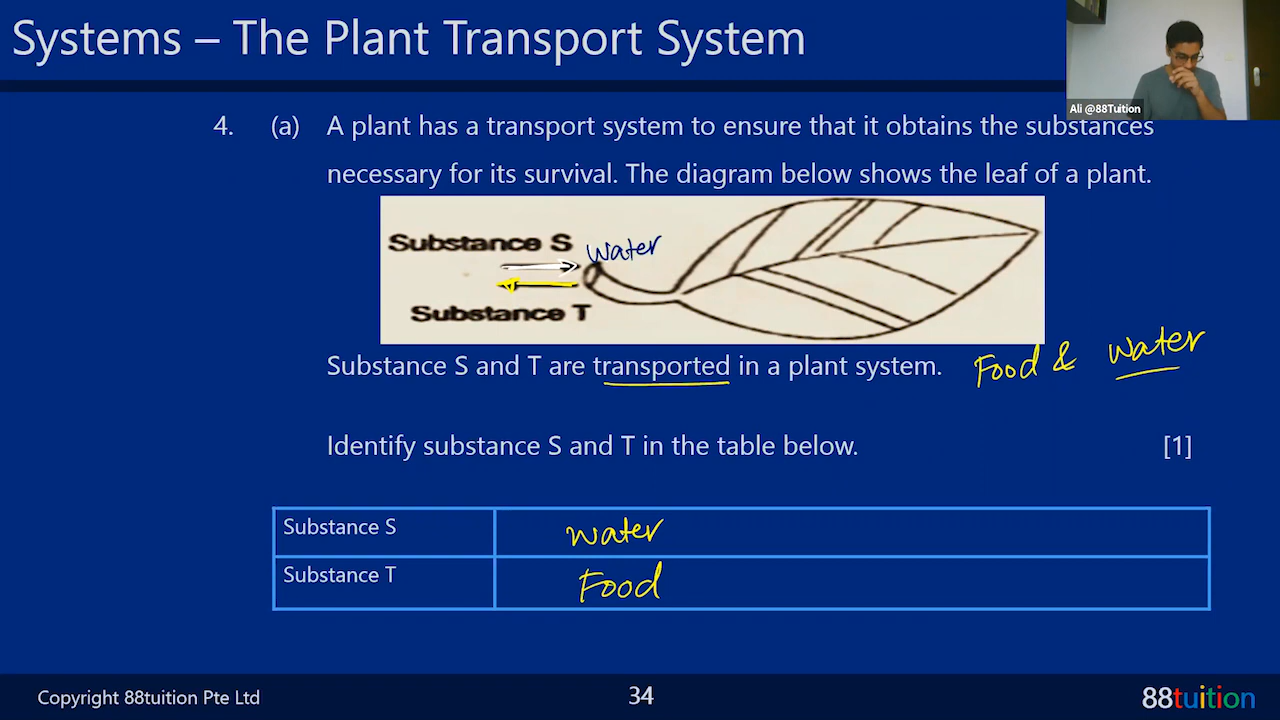 Systems – The Plant Transport System
Ali @88Tuition
4. (a) A plant has a transport system to ensure that it obtains the substances
necessary for its survival. The diagram below shows the leaf of a plant.
Substance S
Water
Substance T
Substance S and T are transported in a plant system.
Food & water
Identify substance S and T in the table below. [1]
Substance S water
Substance T Food
Copyright 88tuition Pte Ltd
34
88tuition